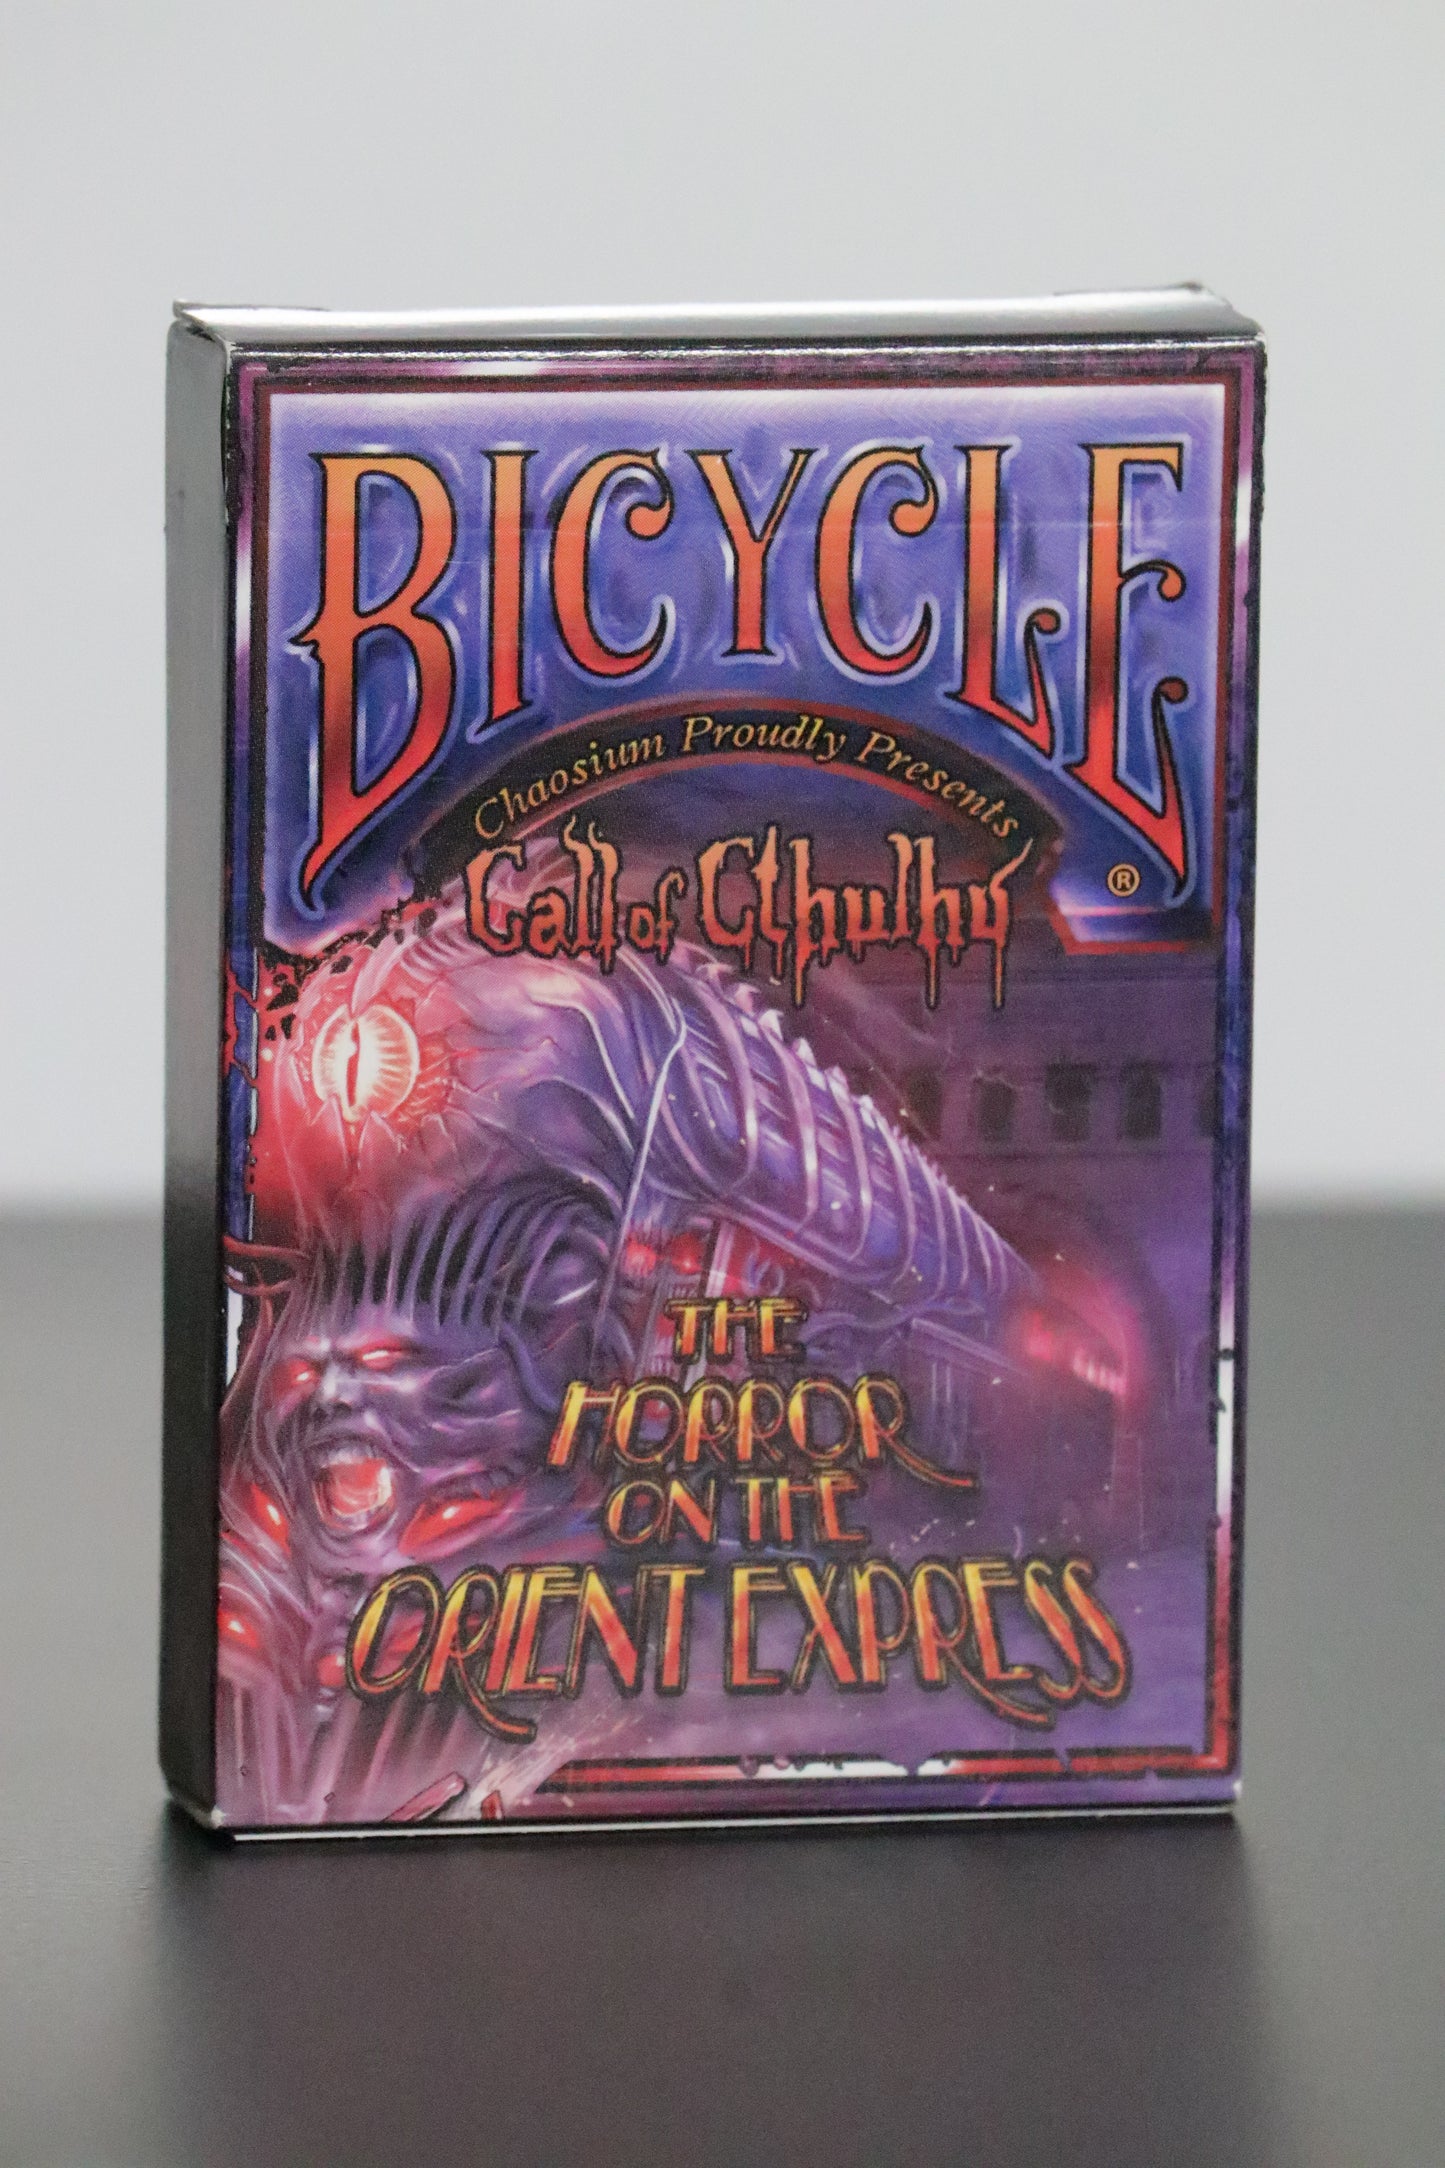 BICYCLE
®
Chaosium Proudly Presents
Call of Cthulhu
THE
HORROR
ON THE
ORIENT EXPRESS